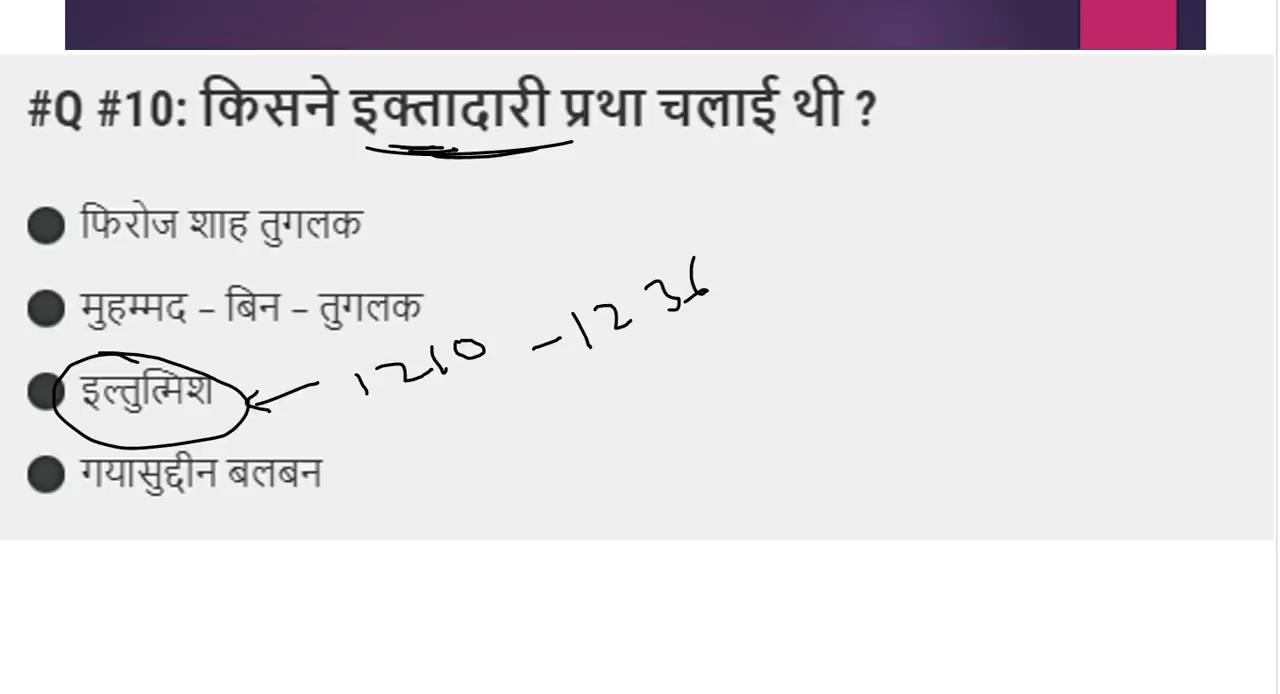 #Q #10: किसने इक्तादारी प्रथा चलाई थी ?
फिरोज शाह तुगलक
मुहम्मद – बिन – तुगलक
इल्तुत्मिश
1210 - 1236
गयासुद्दीन बलबन